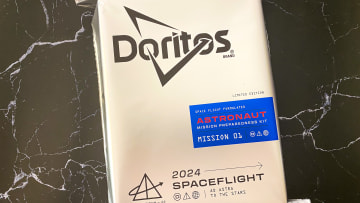 Doritos
BRAND
LIMITED EDITION
SPACE FLIGHT FORMULATED
ASTRONAUT
MISSION PREPAREDNESS KIT
MISSION 01
2024
SPACEFLIGHT
AD ASTRA
TO THE STARS